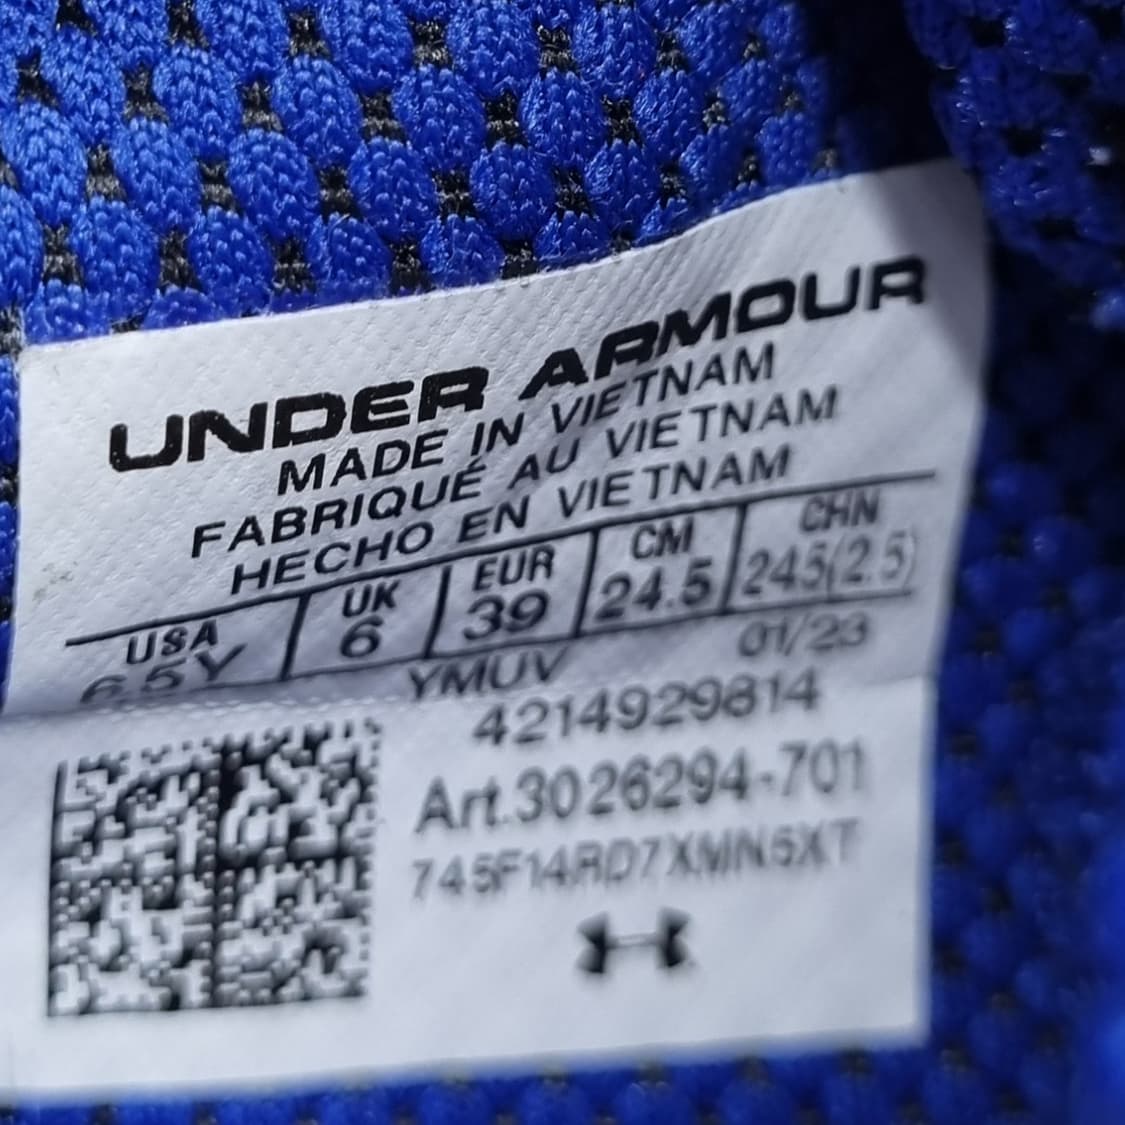 UNDER ARMOUR
MADE IN VIETNAM
FABRIQUÉ AU VIETNAM
HECHO EN VIETNAM
USA UK EUR CM CHN
6.5Y 6 39 24.5 245(2.5)
YMUV 01/23
4214929814
Art.3026294-701
745F14RD7XMN5XT